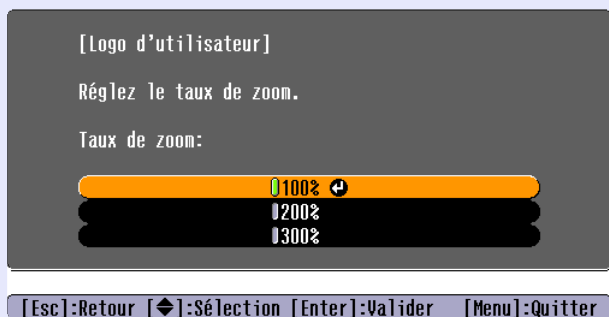 [Logo d'utilisateur]
Réglez le taux de zoom.
Taux de zoom:
100%
200%
300%
[Esc]:Retour [◆]:Sélection [Enter]:Valider [Menu]:Quitter